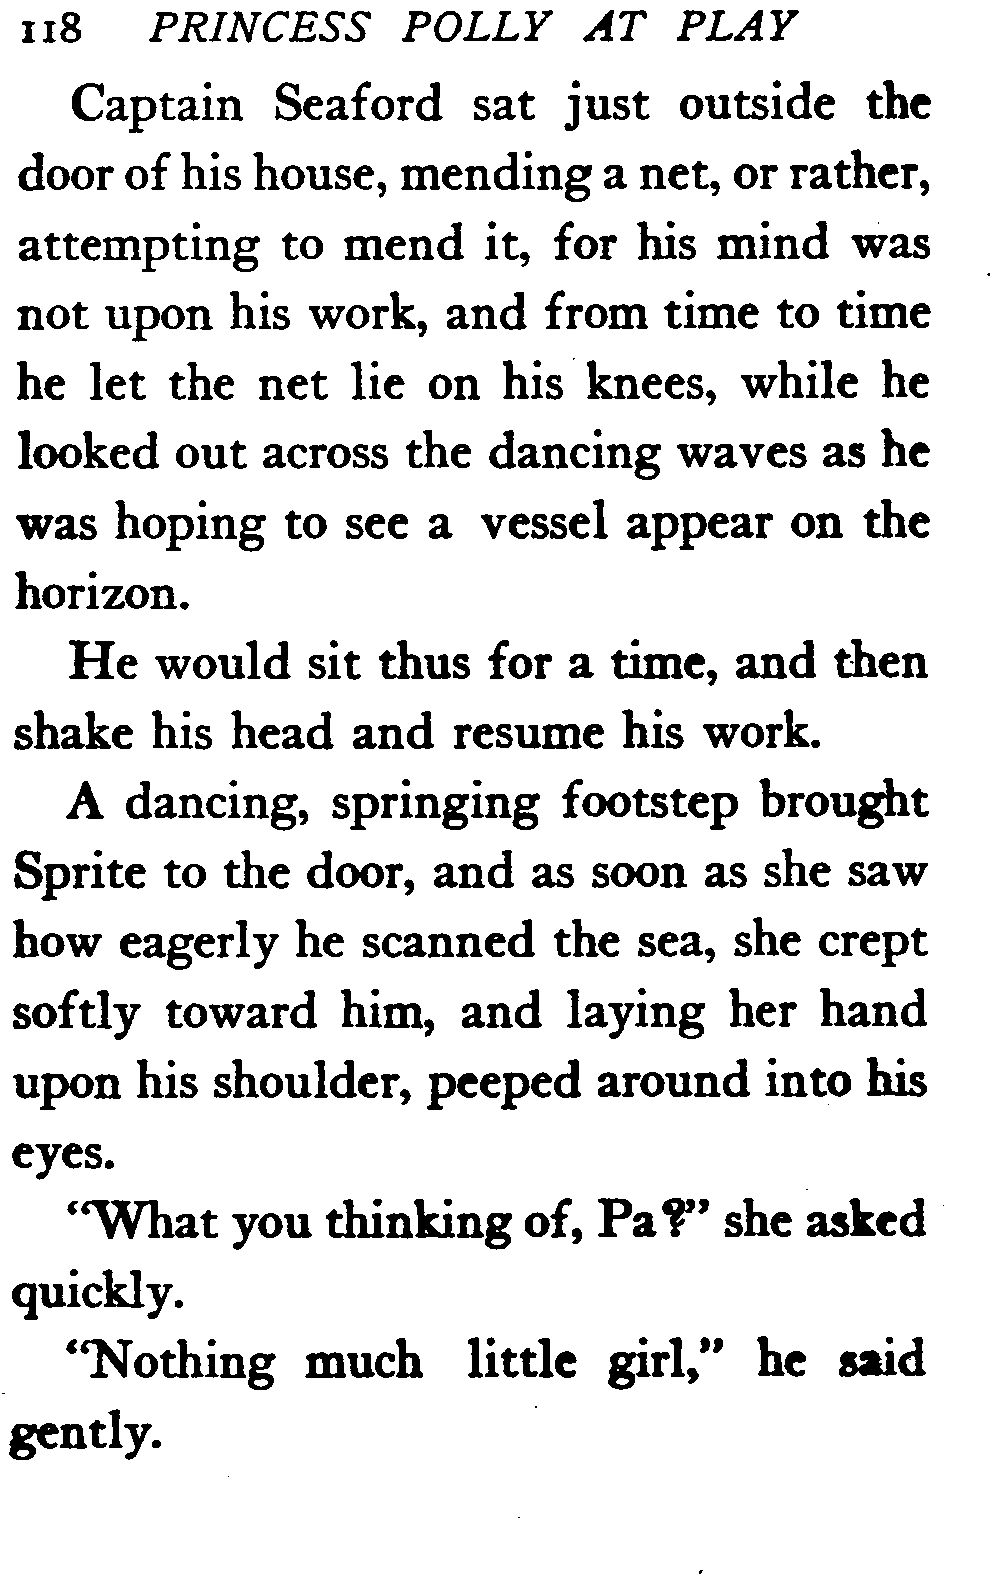 118 PRINCESS POLLY AT PLAY
Captain Seaford sat just outside the
door of his house, mending a net, or rather,
attempting to mend it, for his mind was
not upon his work, and from time to time
he let the net lie on his knees, while he
looked out across the dancing waves as he
was hoping to see a vessel appear on the
horizon.
He would sit thus for a time, and then
shake his head and resume his work.
A dancing, springing footstep brought
Sprite to the door, and as soon as she saw
how eagerly he scanned the sea, she crept
softly toward him, and laying her hand
upon his shoulder, peeped around into his
eyes.
“What you thinking of, Pa?” she asked
quickly.
“Nothing much little girl,” he said
gently.